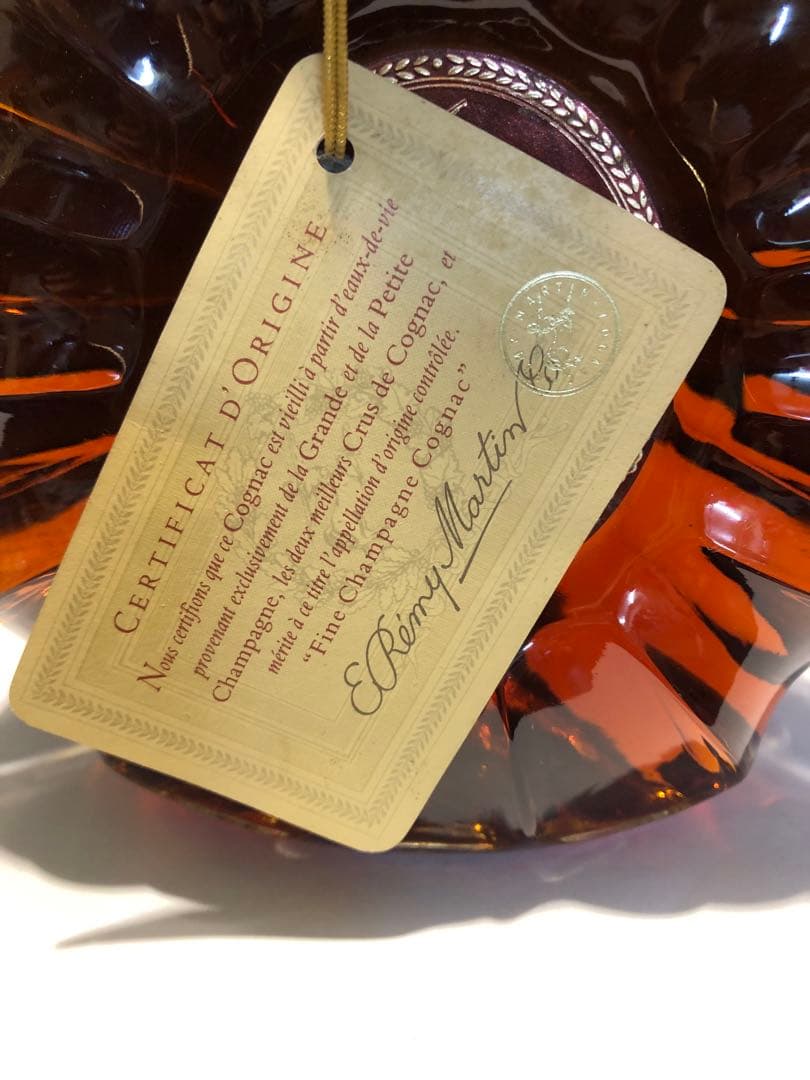 CERTIFICAT D'ORIGINE
Nous certifions que ce Cognac est vieilli à partir d'eaux-de-vie
provenant exclusivement de la Grande et de la Petite
Champagne, les deux meilleurs Crus de Cognac, et
mérite à ce titre l'appellation d'origine contrôlée.
"Fine Champagne Cognac"
E Rémy Martin & Co